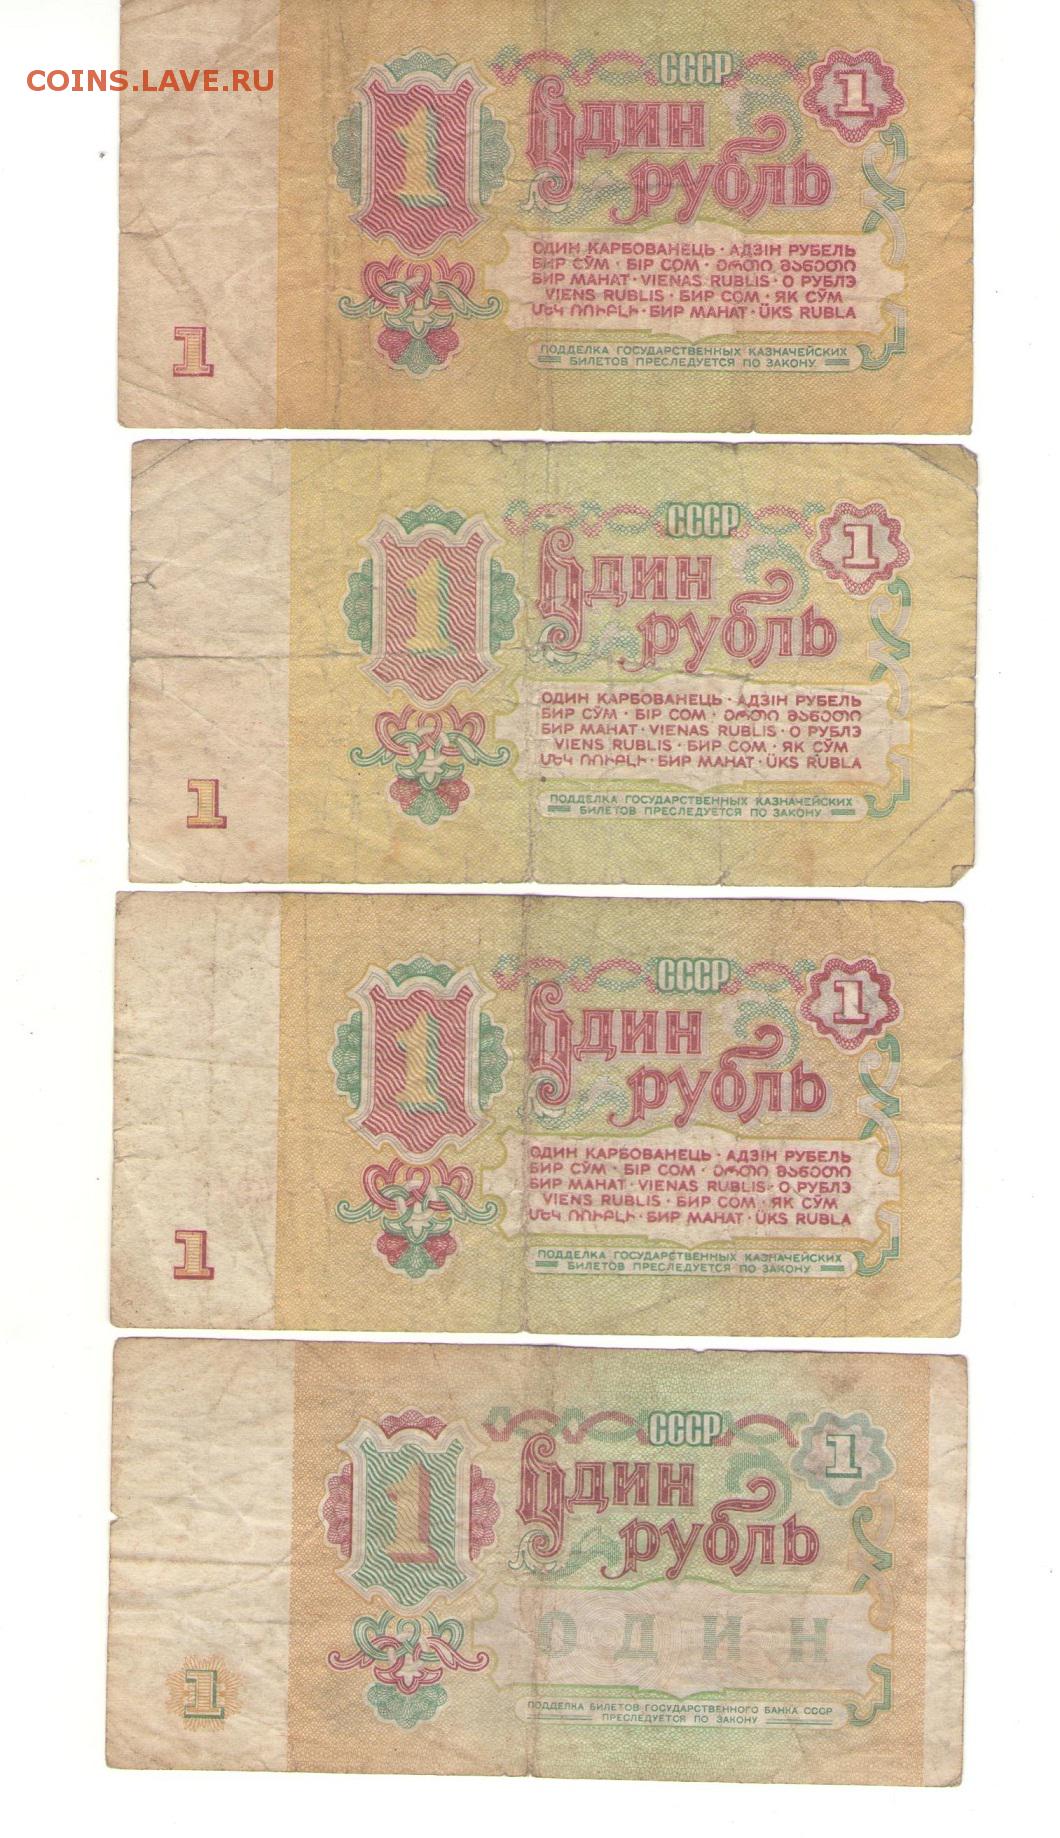 COINS.LAVE.RU
СССР
1
1
Один
рубль
ОДИН КАРБОВАНЕЦЬ · АДЗІН РУБЕЛЬ
БИР СЎМ · БІР СОМ · ᲔᲠᲗᲘ ᲛᲐᲜᲔᲗᲘ
БИР МАНАТ · VIENAS RUBLIS · О РУБЛЭ
VIENS RUBLIS · БИР СОМ · ЯК СЎМ
ՄԵԿ ՌՈՒԲԼԻ · БИР МАНАТ · ÜKS RUBLA
1
ПОДДЕЛКА ГОСУДАРСТВЕННЫХ КАЗНАЧЕЙСКИХ
БИЛЕТОВ ПРЕСЛЕДУЕТСЯ ПО ЗАКОНУ
СССР
1
1
Один
рубль
ОДИН КАРБОВАНЕЦЬ · АДЗІН РУБЕЛЬ
БИР СЎМ · БІР СОМ · ᲔᲠᲗᲘ ᲛᲐᲜᲔᲗᲘ
БИР МАНАТ · VIENAS RUBLIS · О РУБЛЭ
VIENS RUBLIS · БИР СОМ · ЯК СЎМ
ՄԵԿ ՌՈՒԲԼԻ · БИР МАНАТ · ÜKS RUBLA
1
ПОДДЕЛКА ГОСУДАРСТВЕННЫХ КАЗНАЧЕЙСКИХ
БИЛЕТОВ ПРЕСЛЕДУЕТСЯ ПО ЗАКОНУ
СССР
1
1
Один
рубль
ОДИН КАРБОВАНЕЦЬ · АДЗІН РУБЕЛЬ
БИР СЎМ · БІР СОМ · ᲔᲠᲗᲘ ᲛᲐᲜᲔᲗᲘ
БИР МАНАТ · VIENAS RUBLIS · О РУБЛЭ
VIENS RUBLIS · БИР СОМ · ЯК СЎМ
ՄԵԿ ՌՈՒԲԼԻ · БИР МАНАТ · ÜKS RUBLA
1
ПОДДЕЛКА ГОСУДАРСТВЕННЫХ КАЗНАЧЕЙСКИХ
БИЛЕТОВ ПРЕСЛЕДУЕТСЯ ПО ЗАКОНУ
СССР
1
1
Один
рубль
ОДИН
1
ПОДДЕЛКА БИЛЕТОВ ГОСУДАРСТВЕННОГО БАНКА СССР
ПРЕСЛЕДУЕТСЯ ПО ЗАКОНУ